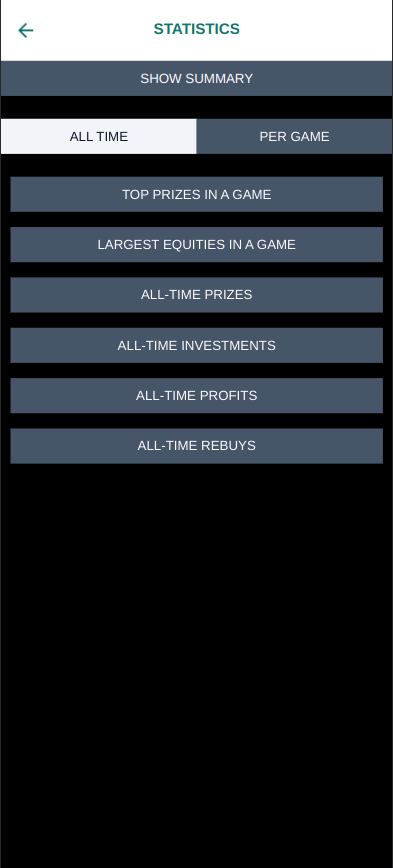 STATISTICS
SHOW SUMMARY
ALL TIME
PER GAME
TOP PRIZES IN A GAME
LARGEST EQUITIES IN A GAME
ALL-TIME PRIZES
ALL-TIME INVESTMENTS
ALL-TIME PROFITS
ALL-TIME REBUYS